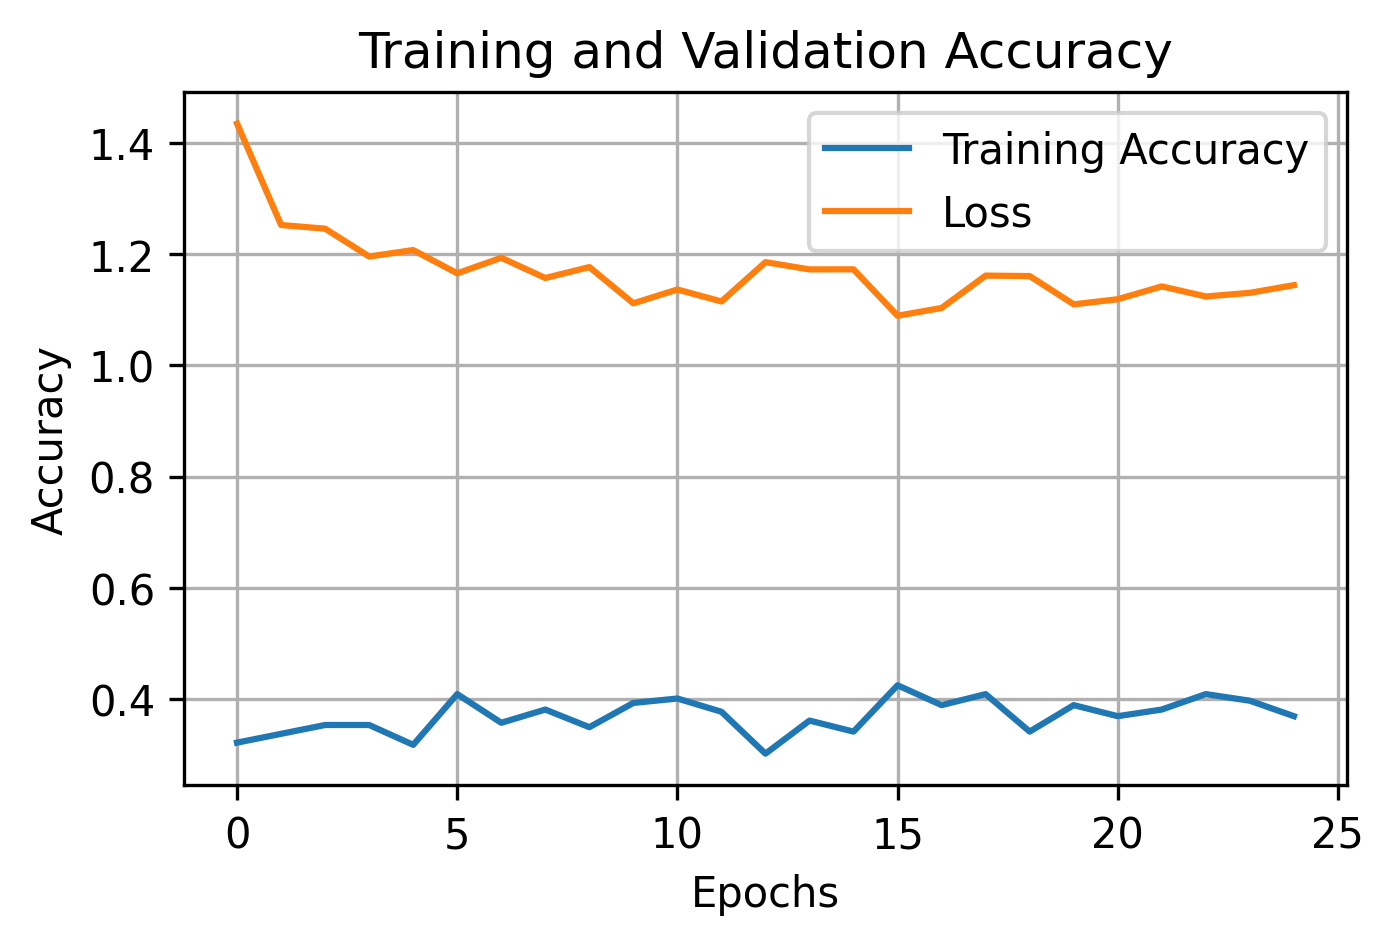 Training and Validation Accuracy
Training Accuracy
Loss
1.4
1.2
1.0
0.8
0.6
0.4
Accuracy
0 5 10 15 20 25
Epochs